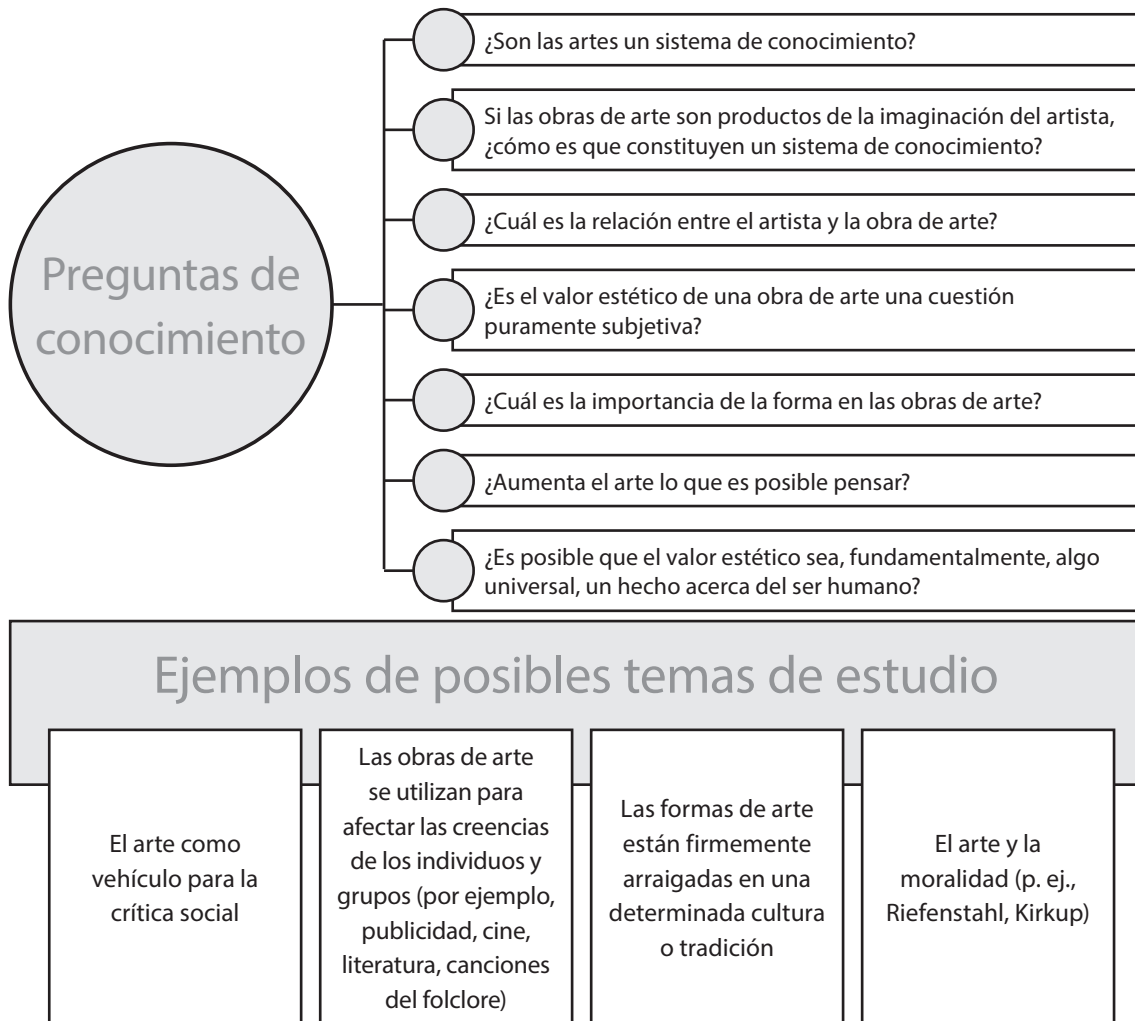 Preguntas de
conocimiento
¿Son las artes un sistema de conocimiento?
Si las obras de arte son productos de la imaginación del artista,
¿cómo es que constituyen un sistema de conocimiento?
¿Cuál es la relación entre el artista y la obra de arte?
¿Es el valor estético de una obra de arte una cuestión
puramente subjetiva?
¿Cuál es la importancia de la forma en las obras de arte?
¿Aumenta el arte lo que es posible pensar?
¿Es posible que el valor estético sea, fundamentalmente, algo
universal, un hecho acerca del ser humano?
Ejemplos de posibles temas de estudio
El arte como
vehículo para la
crítica social
Las obras de arte
se utilizan para
afectar las creencias
de los individuos y
grupos (por ejemplo,
publicidad, cine,
literatura, canciones
del folclore)
Las formas de arte
están firmemente
arraigadas en una
determinada cultura
o tradición
El arte y la
moralidad (p. ej.,
Riefenstahl, Kirkup)